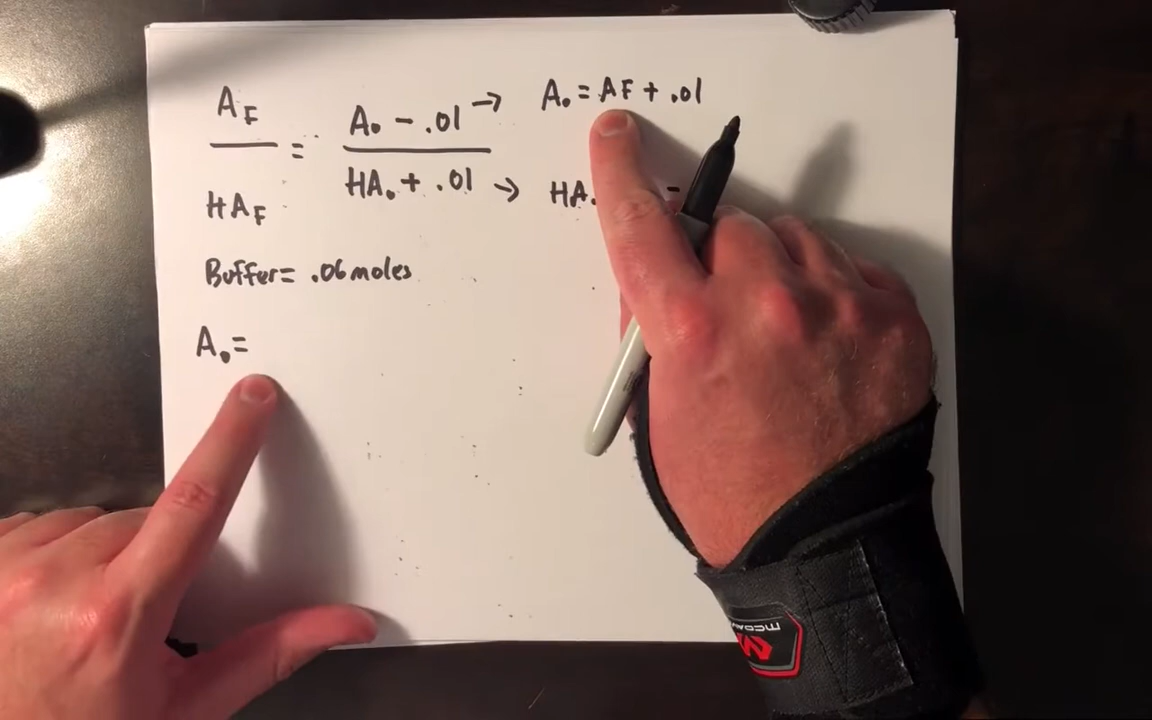 A_F / HA_F = A₀ - .01 / HA₀ + .01
→ A₀ = AF + .01
→ HA₀
Buffer= .06 moles
A₀ =